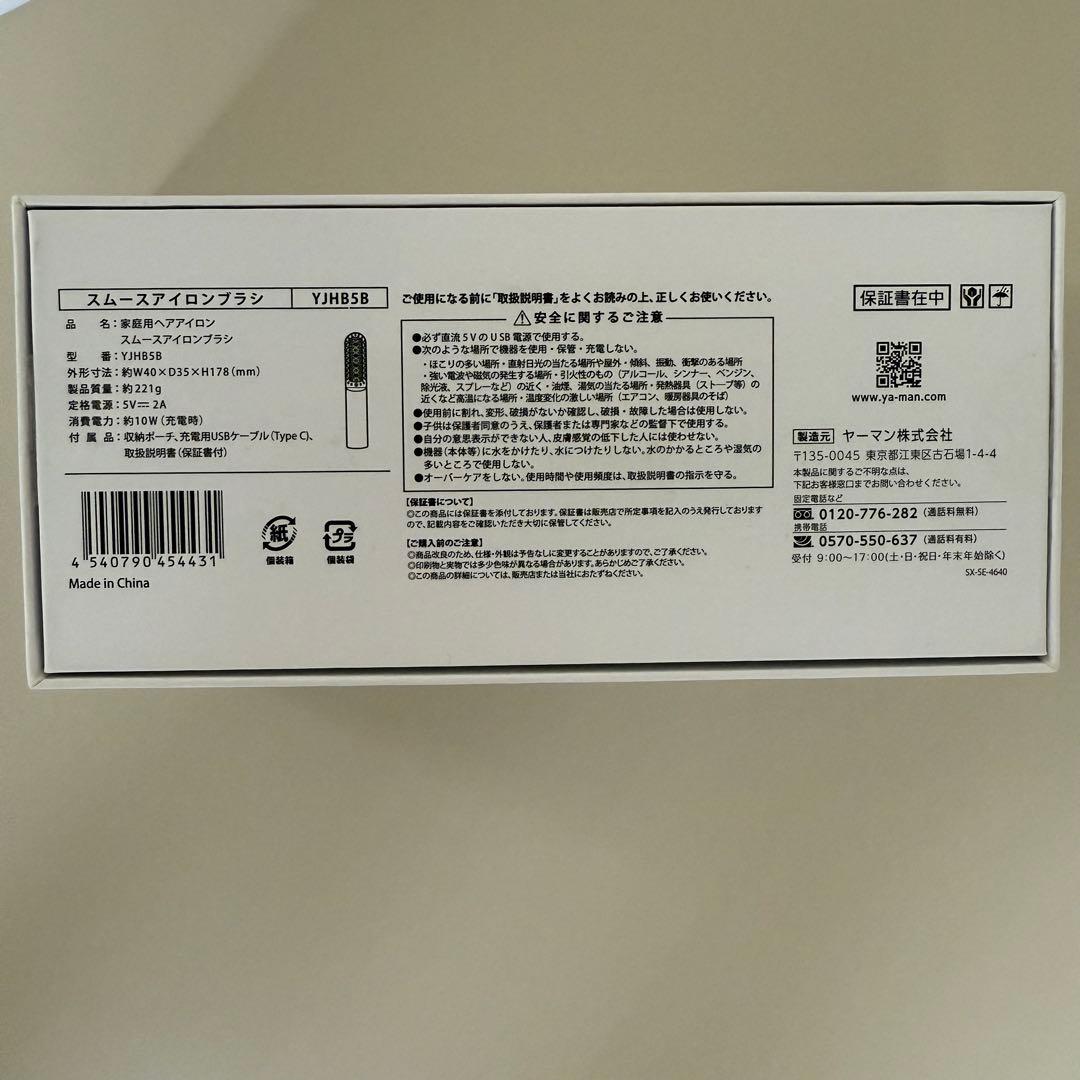 スムースアイロンブラシ YJHB5B
品 名:家庭用ヘアアイロン
スムースアイロンブラシ
型 番:YJHB5B
外形寸法:約W40×D35×H178(mm)
製品質量:約221g
定格電源:5V⎓2A
消費電力:約10W(充電時)
付 属 品:収納ポーチ、充電用USBケーブル(Type C)、
取扱説明書(保証書付)
4 540790 454431
Made in China
紙
個装箱
プラ
個装袋
ご使用になる前に「取扱説明書」をよくお読みの上、正しくお使いください。
⚠安全に関するご注意
●必ず直流5VのUSB電源で使用する。
●次のような場所で機器を使用・保管・充電しない。
・ほこりの多い場所・直射日光の当たる場所や屋外・傾斜、振動、衝撃のある場所
・強い電波や磁気の発生する場所・引火性のもの(アルコール、シンナー、ベンジン、
除光液、スプレーなど)の近く・油煙、湯気の当たる場所・発熱器具(ストーブ等)の
近くなど高温になる場所・温度変化の激しい場所(エアコン、暖房器具のそば)
●使用前に割れ、変形、破損がないか確認し、破損・故障した場合は使用しない。
●子供は保護者同意のうえ、保護者または専門家などの監督下で使用する。
●自分の意思表示ができない人、皮膚感覚の低下した人には使わせない。
●機器(本体等)に水をかけたり、水につけたりしない。水のかかるところや湿気の
多いところで使用しない。
●オーバーケアをしない。使用時間や使用頻度は、取扱説明書の指示を守る。
【保証書について】
◎この商品には保証書を添付しております。保証書は販売店で所定事項を記入のうえ発行しております
ので、記載内容をご確認いただき大切に保管してください。
【ご購入前のご注意】
◎商品改良のため、仕様・外観は予告なしに変更することがありますので、ご了承ください。
◎印刷物と実物では多少色味が異なる場合があります。あらかじめご了承ください。
◎この商品の詳細については、販売店または当社におたずねください。
保証書在中
www.ya-man.com
製造元 ヤーマン株式会社
〒135-0045 東京都江東区古石場1-4-4
本製品に関するご不明な点は、
下記お客様窓口までお問い合わせください。
固定電話など
0120-776-282 (通話料無料)
携帯電話
0570-550-637 (通話料有料)
受付 9:00〜17:00(土・日・祝日・年末年始除く)
SX-SE-4640